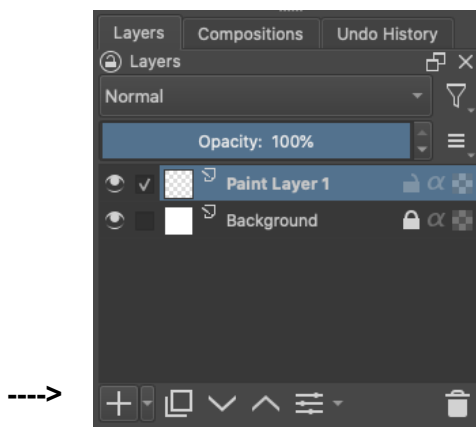 Layers Compositions Undo History
Layers
Normal
Opacity: 100%
Paint Layer 1
Background
---->